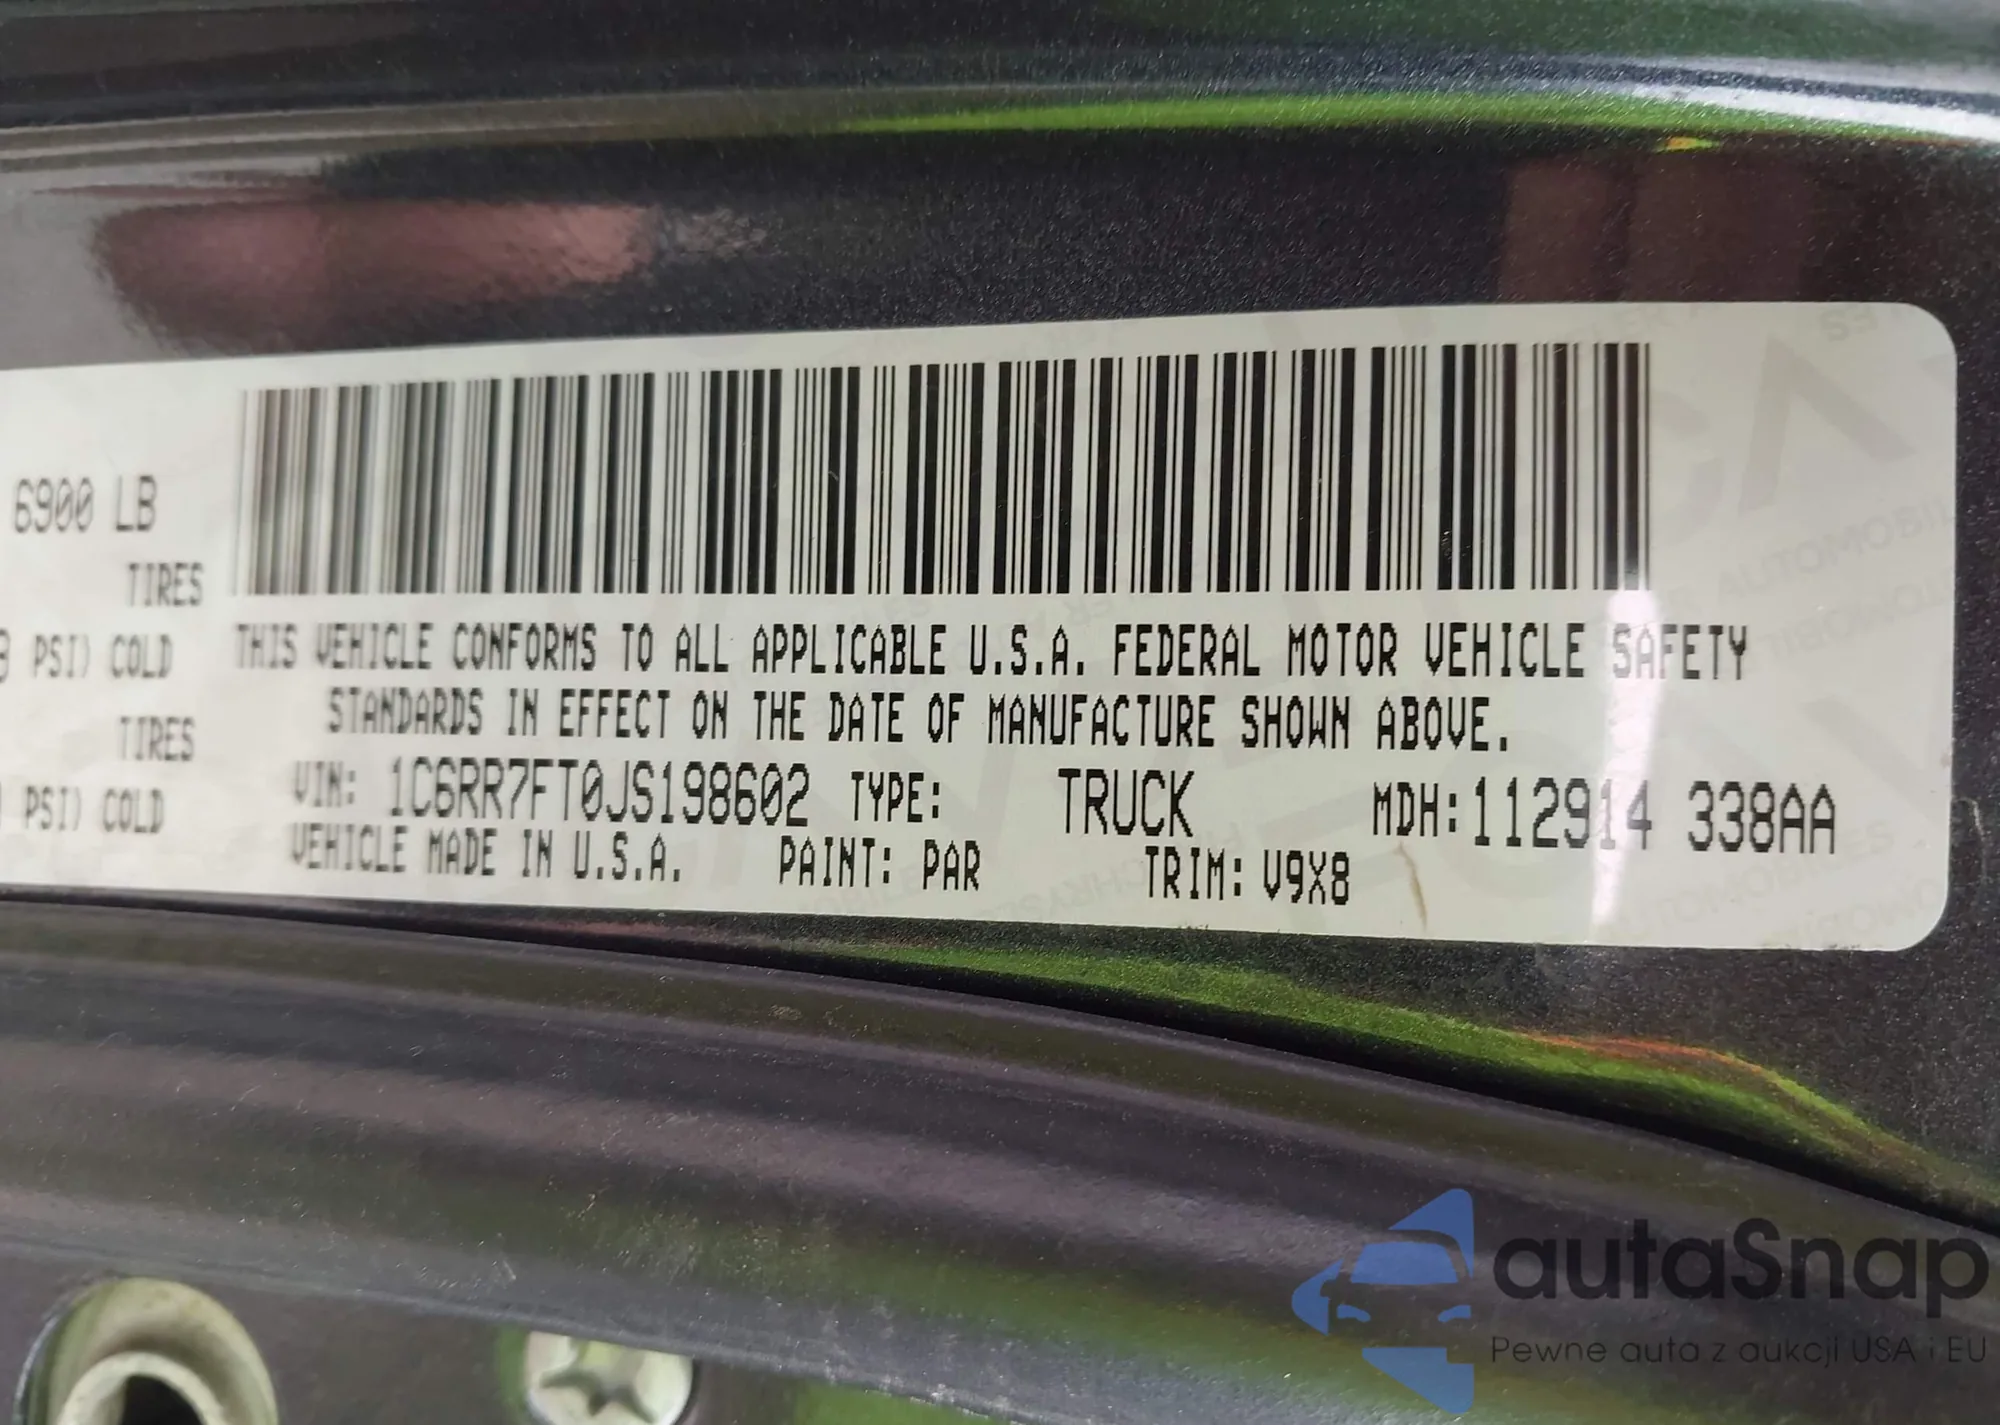 6900 LB
TIRES
PSI) COLD
TIRES
PSI) COLD
THIS VEHICLE CONFORMS TO ALL APPLICABLE U.S.A. FEDERAL MOTOR VEHICLE SAFETY
STANDARDS IN EFFECT ON THE DATE OF MANUFACTURE SHOWN ABOVE.
VIN: 1C6RR7FT0JS198602 TYPE: TRUCK MDH:112914 338AA
VEHICLE MADE IN U.S.A. PAINT: PAR TRIM: V9X8
autaSnap
Pewne auta z aukcji USA i EU